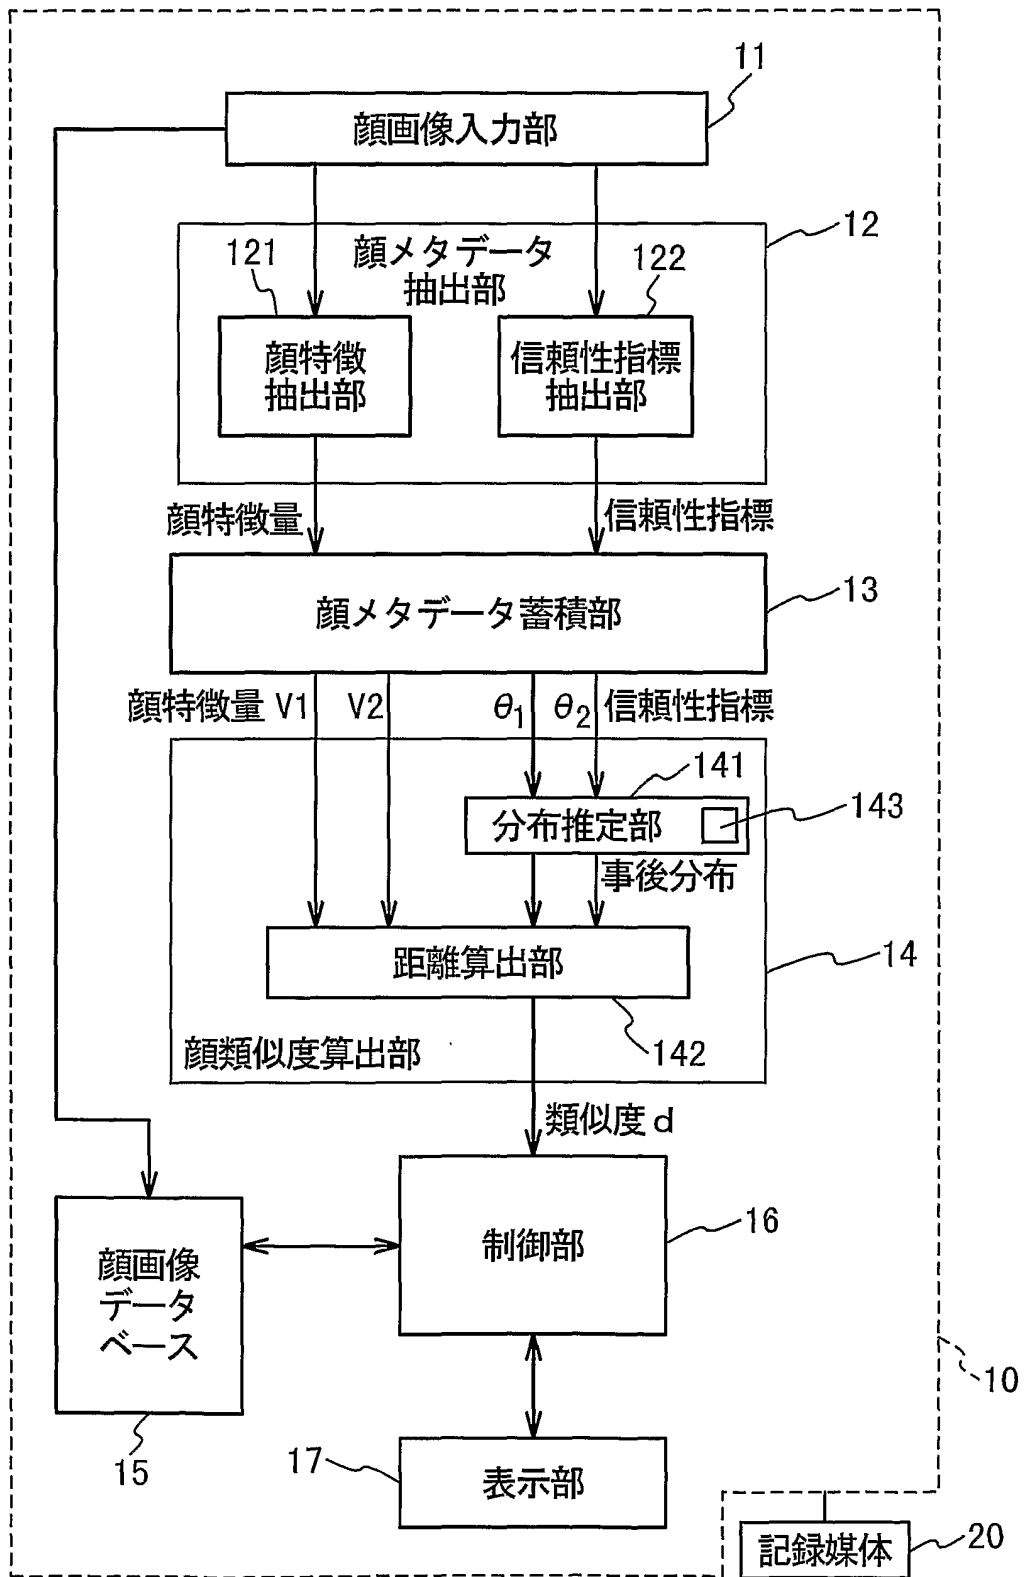 11
顔画像入力部
12
顔メタデータ
抽出部
121
122
顔特徴
抽出部
信頼性指標
抽出部
顔特徴量
信頼性指標
顔メタデータ蓄積部
13
顔特徴量 V1
V2
θ1
θ2
信頼性指標
141
分布推定部
143
事後分布
距離算出部
14
顔類似度算出部
142
類似度 d
制御部
16
顔画像
データ
ベース
15
10
17
表示部
記録媒体
20